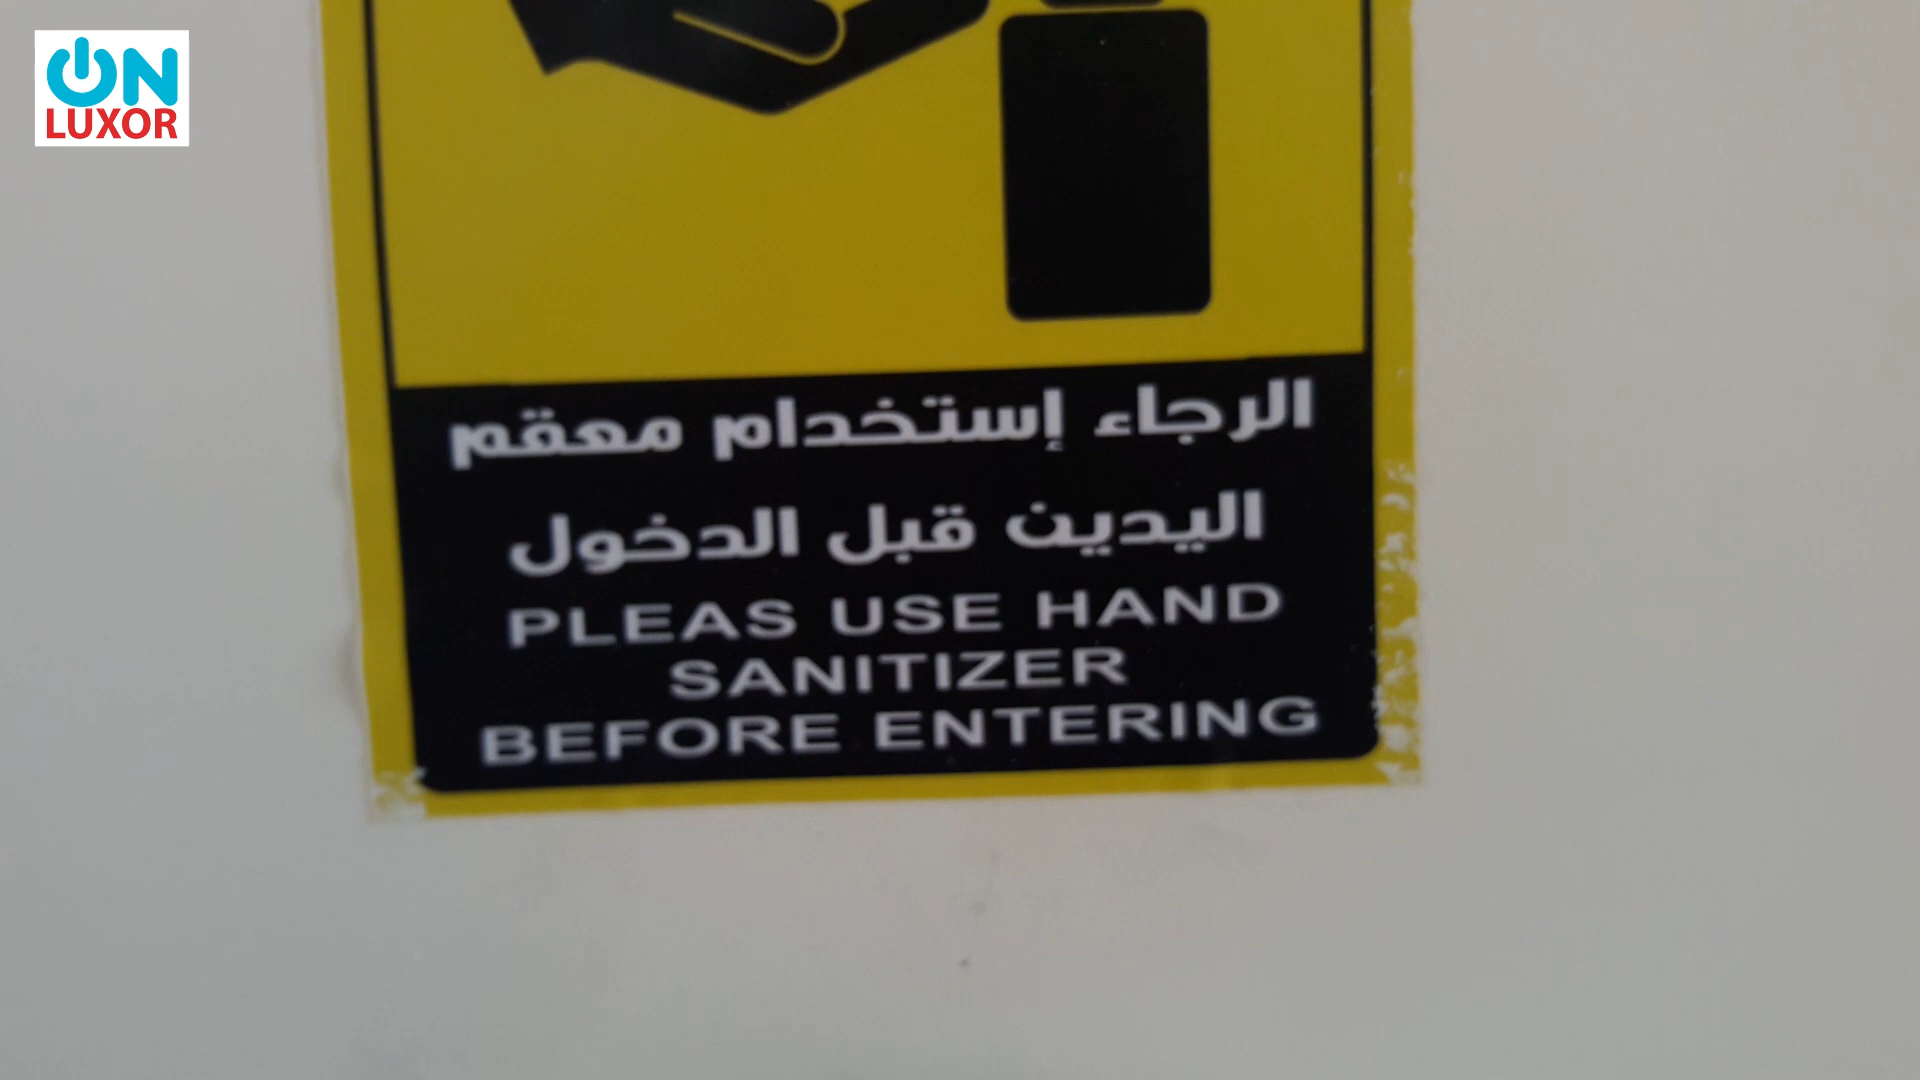 ON
LUXOR
الرجاء إستخدام معقم
اليدين قبل الدخول
PLEAS USE HAND
SANITIZER
BEFORE ENTERING